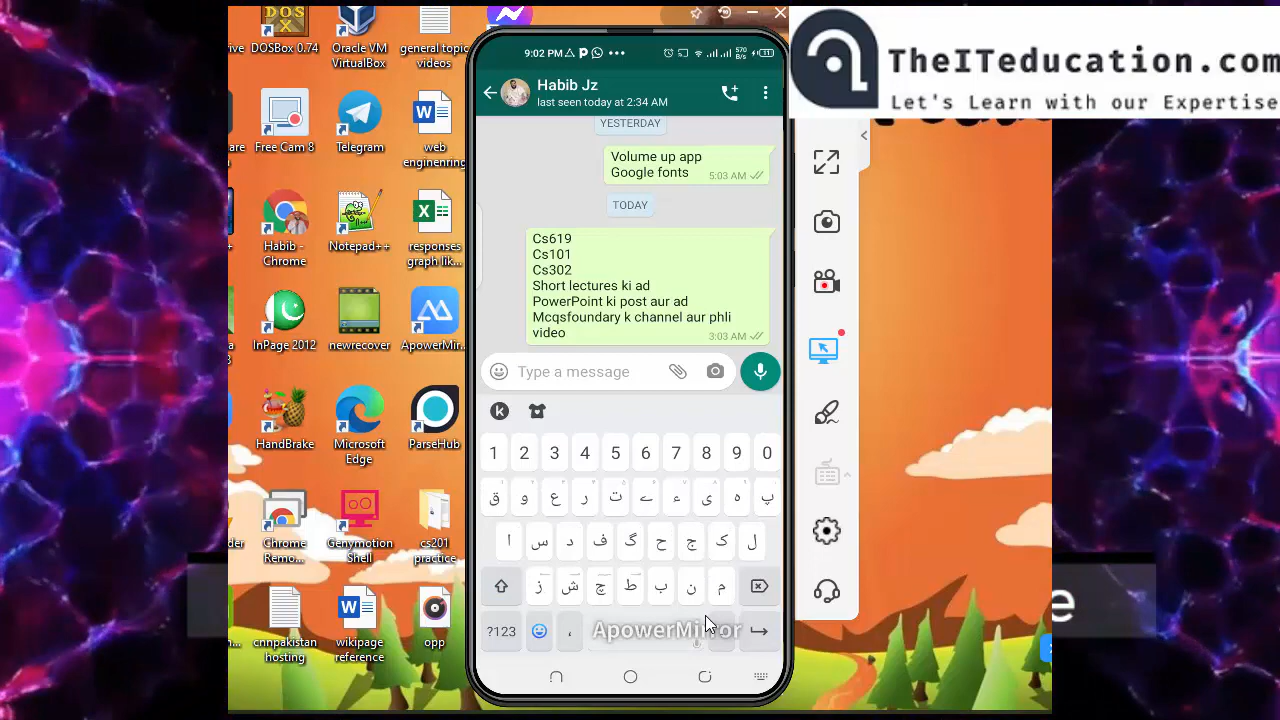 TheITeducation.com
Let's Learn with our Expertise
DOSBox 0.74
Oracle VM
VirtualBox
general topic
videos
Free Cam 8
Telegram
web
enginenring
Habib -
Chrome
Notepad++
responses
graph lik...
InPage 2012
newrecover
ApowerMir...
HandBrake
Microsoft
Edge
ParseHub
Chrome
Remo...
Genymotion
Shell
cs201
practice
cnnpakistan
hosting
wikipage
reference
opp
9:02 PM
570
B/s
11
Habib Jz
last seen today at 2:34 AM
YESTERDAY
Volume up app
Google fonts
5:03 AM
TODAY
Cs619
Cs101
Cs302
Short lectures ki ad
PowerPoint ki post aur ad
Mcqsfoundary k channel aur phli
video
3:03 AM
Type a message
1 2 3 4 5 6 7 8 9 0
ق و ع ر ت ے ء ی ہ پ
ا س د ف گ ح ج ک ل
ز ش چ ط ب ن م
?123
،
ApowerMirror